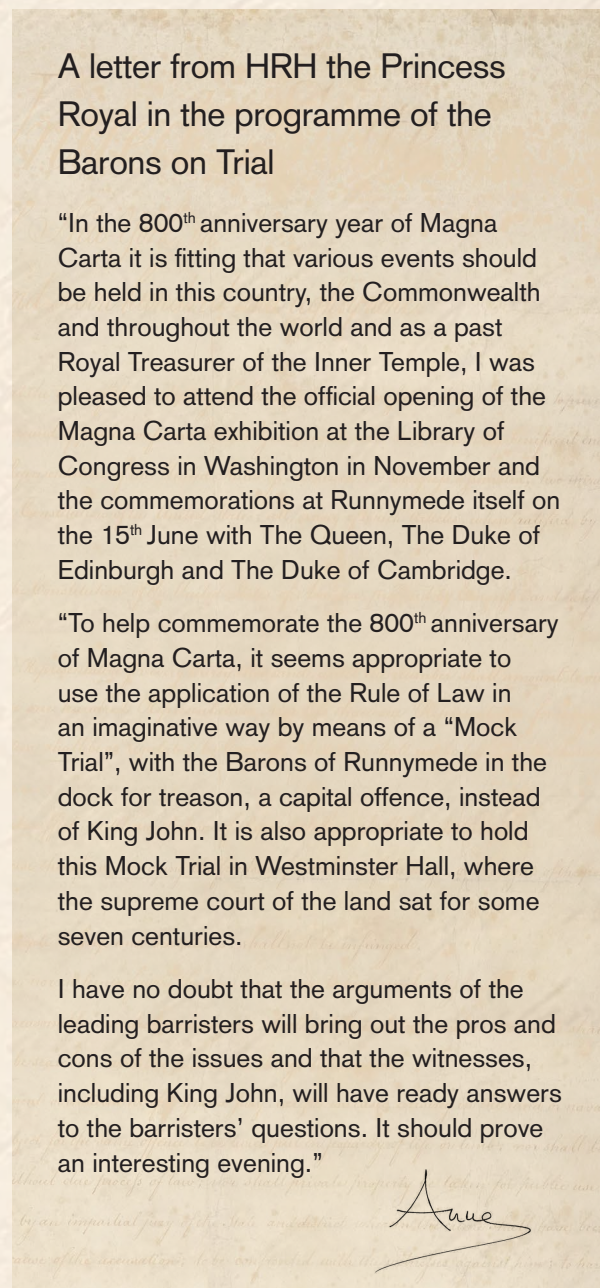 A letter from HRH the Princess
Royal in the programme of the
Barons on Trial
“In the 800th anniversary year of Magna
Carta it is fitting that various events should
be held in this country, the Commonwealth
and throughout the world and as a past
Royal Treasurer of the Inner Temple, I was
pleased to attend the official opening of the
Magna Carta exhibition at the Library of
Congress in Washington in November and
the commemorations at Runnymede itself on
the 15th June with The Queen, The Duke of
Edinburgh and The Duke of Cambridge.
“To help commemorate the 800th anniversary
of Magna Carta, it seems appropriate to
use the application of the Rule of Law in
an imaginative way by means of a “Mock
Trial”, with the Barons of Runnymede in the
dock for treason, a capital offence, instead
of King John. It is also appropriate to hold
this Mock Trial in Westminster Hall, where
the supreme court of the land sat for some
seven centuries.
I have no doubt that the arguments of the
leading barristers will bring out the pros and
cons of the issues and that the witnesses,
including King John, will have ready answers
to the barristers’ questions. It should prove
an interesting evening.”
Anne